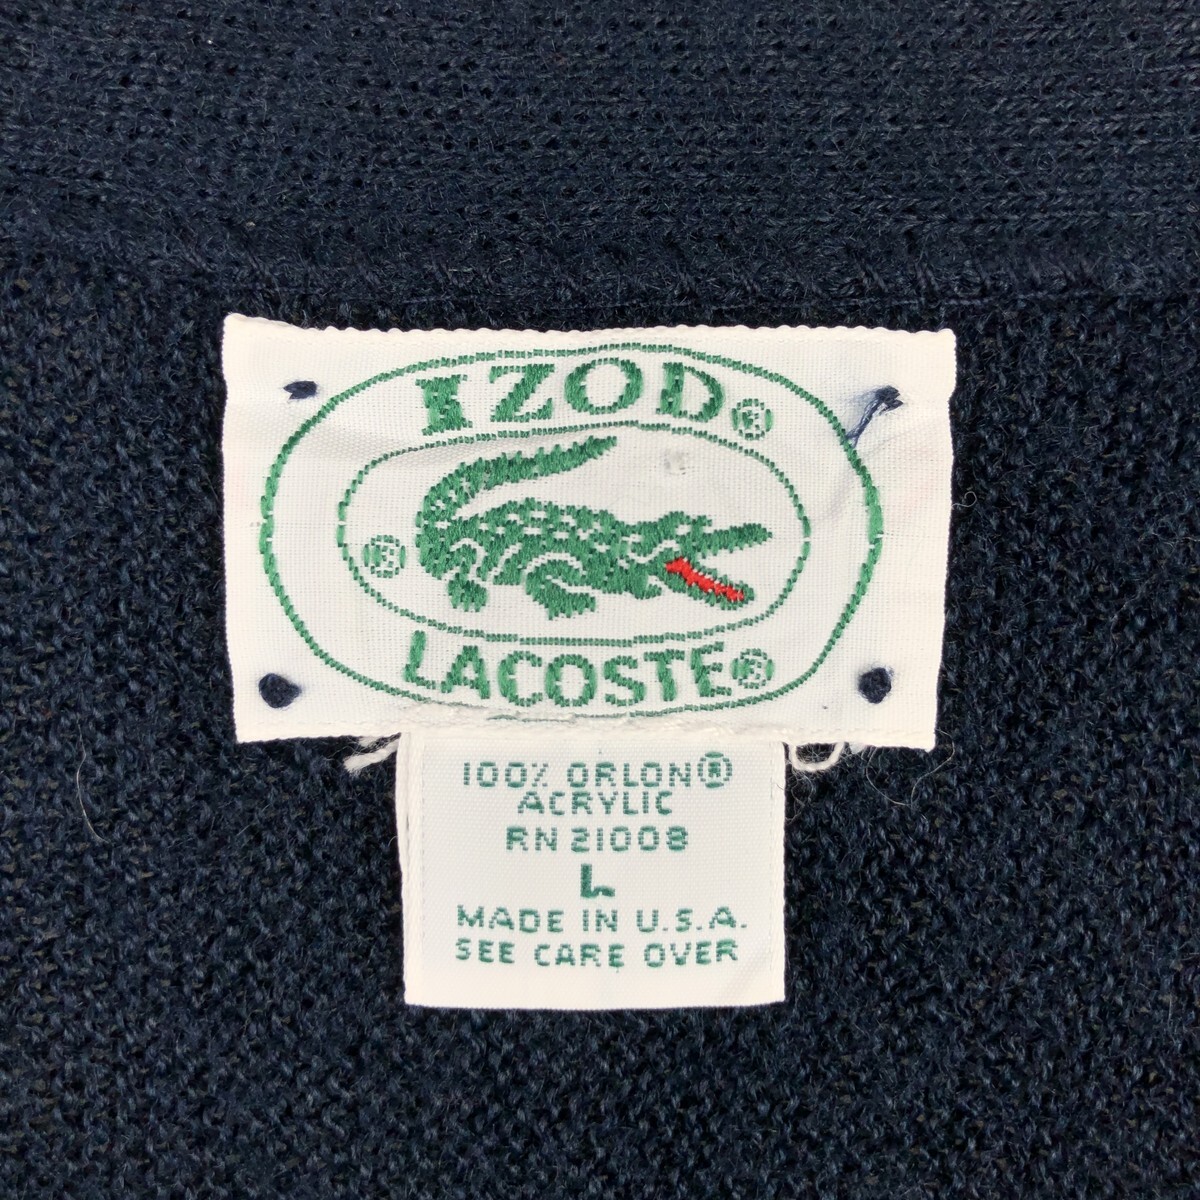 IZOD®
®
LACOSTE®
100% ORLON®
ACRYLIC
RN 21008
L
MADE IN U.S.A.
SEE CARE OVER